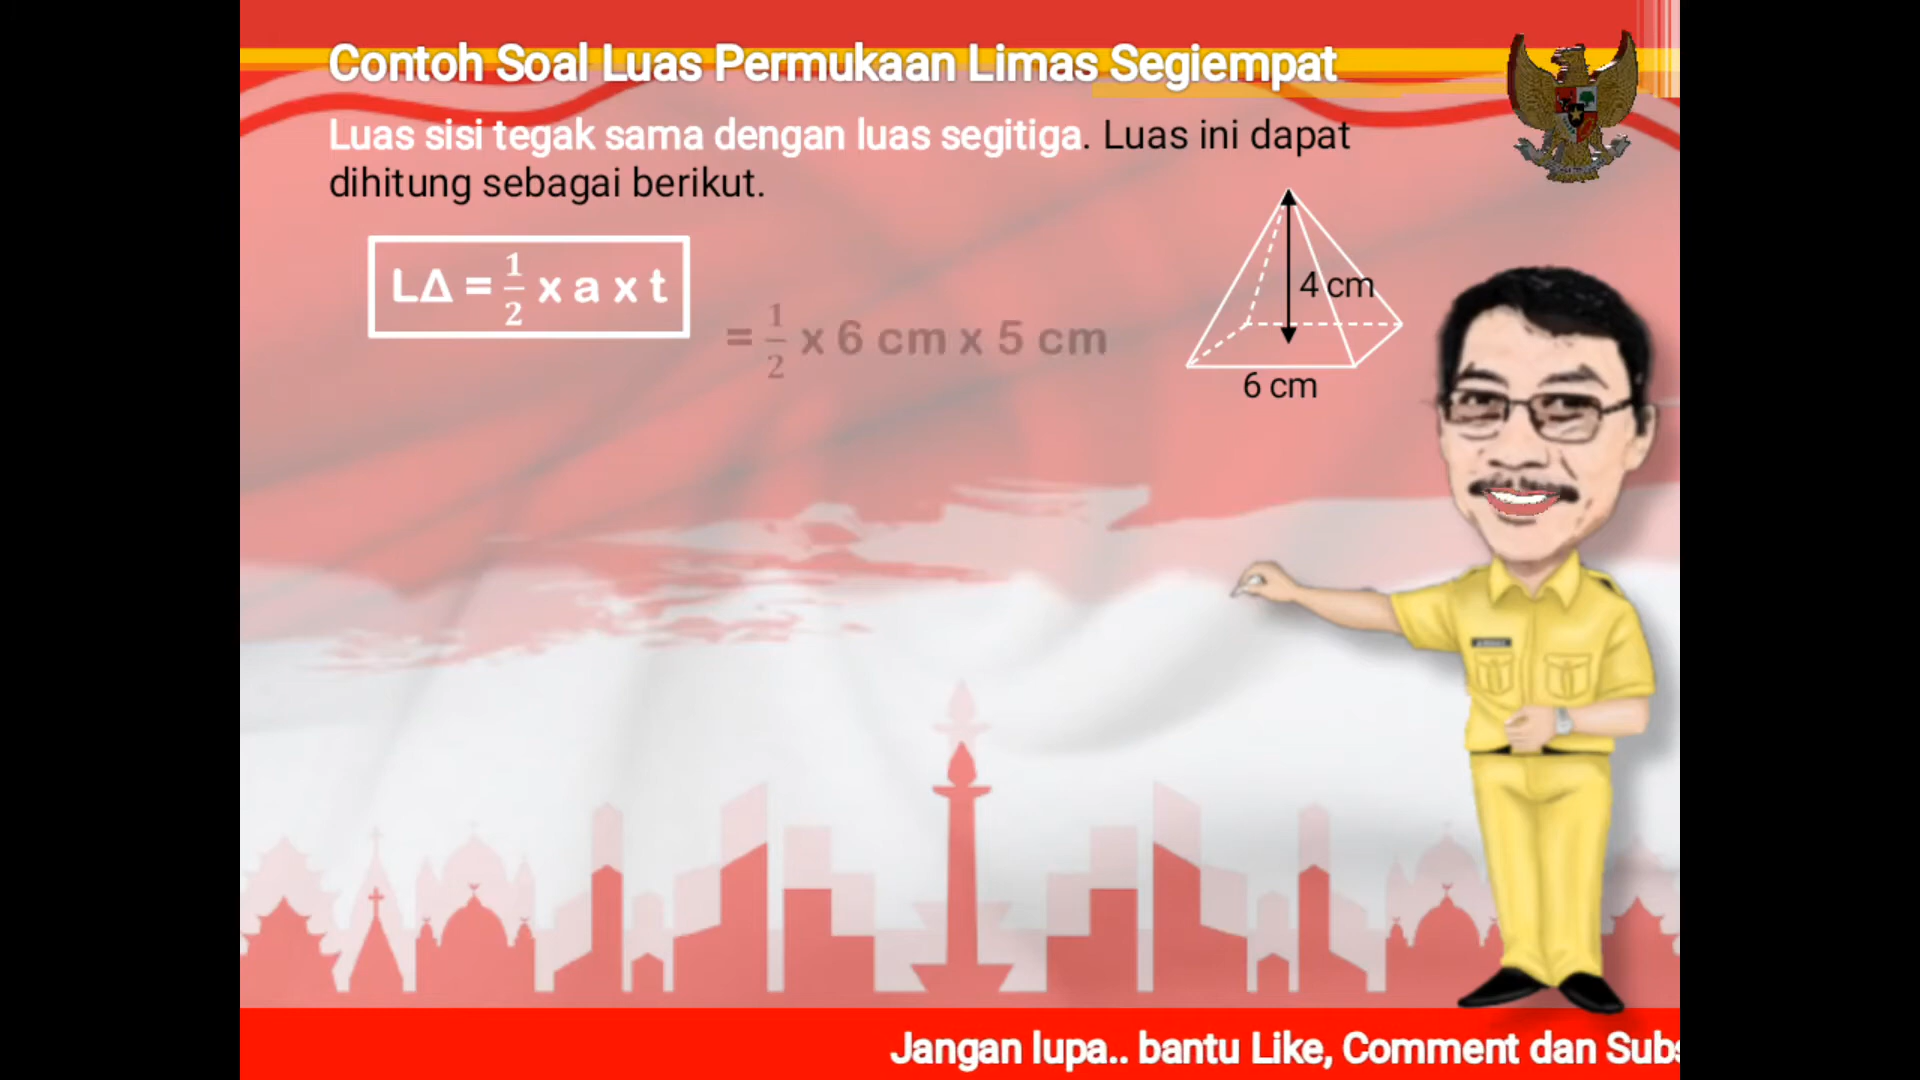 Contoh Soal Luas Permukaan Limas Segiempat
Luas sisi tegak sama dengan luas segitiga. Luas ini dapat
dihitung sebagai berikut.
LΔ = 1/2 x a x t
= 1/2 x 6 cm x 5 cm
4 cm
6 cm
Jangan lupa.. bantu Like, Comment dan Subs